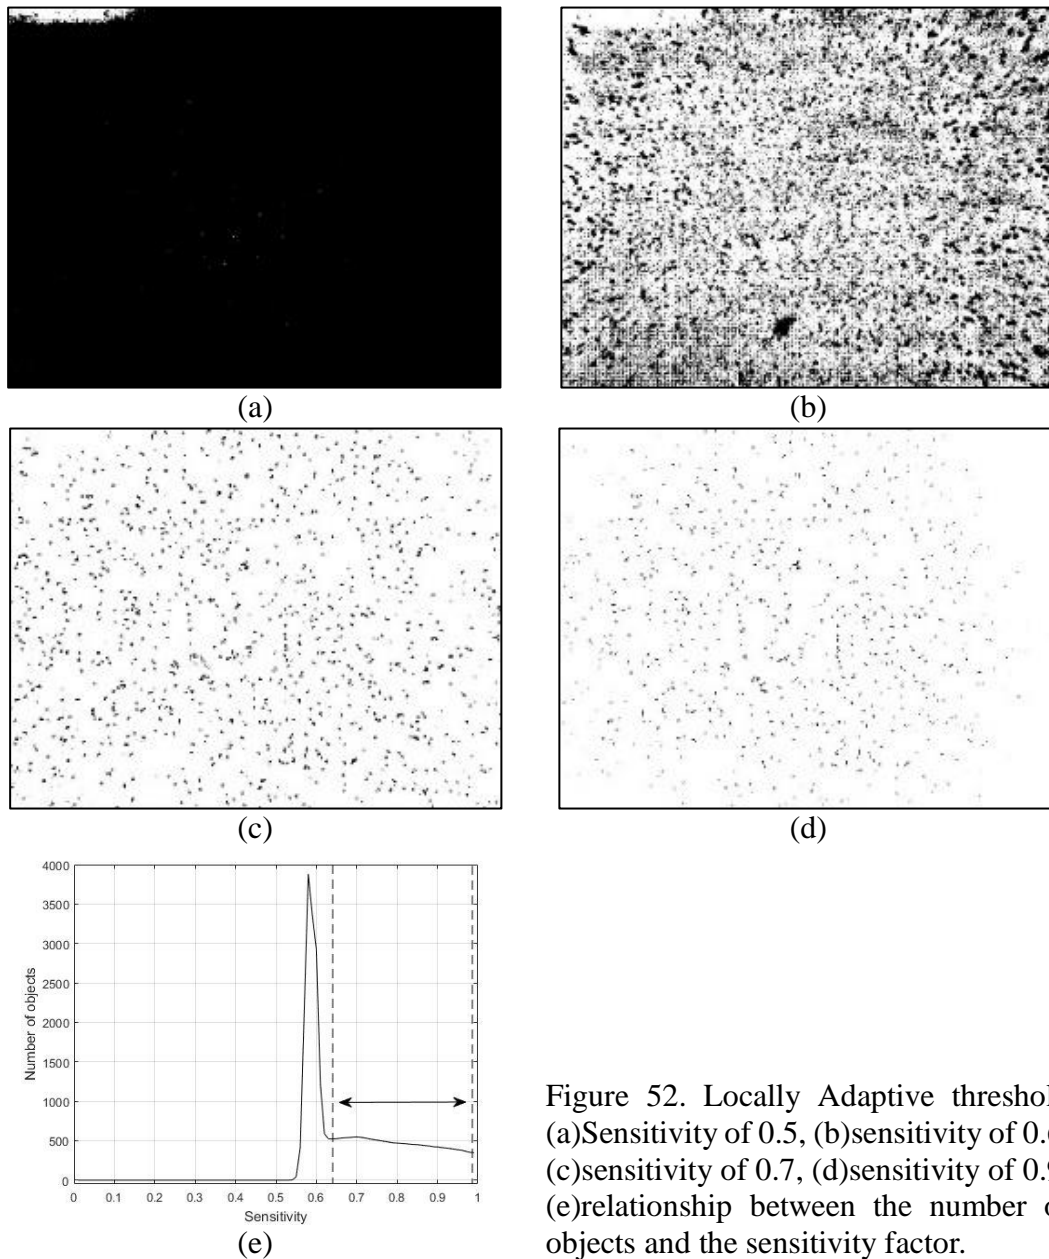 (a)
(b)
(c)
(d)
4000
3500
3000
2500
2000
1500
1000
500
0
Number of objects
0 0.1 0.2 0.3 0.4 0.5 0.6 0.7 0.8 0.9 1
Sensitivity
(e)
Figure 52. Locally Adaptive threshol
(a)Sensitivity of 0.5, (b)sensitivity of 0.6
(c)sensitivity of 0.7, (d)sensitivity of 0.9
(e)relationship between the number o
objects and the sensitivity factor.